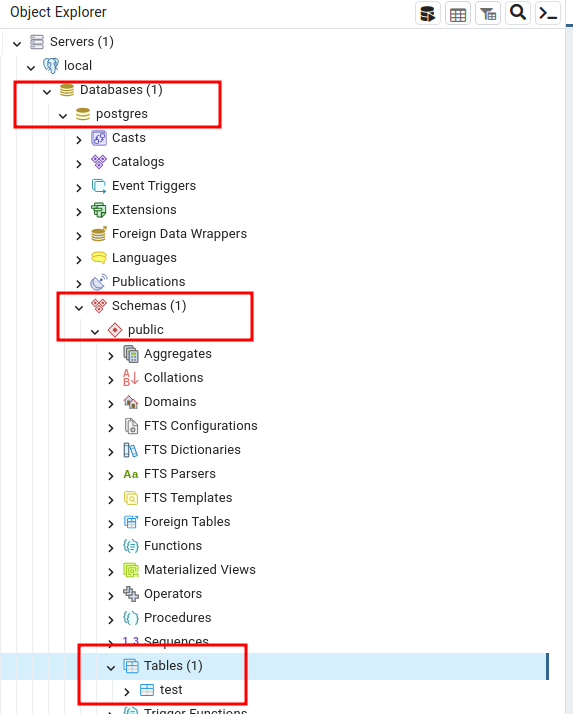 Object Explorer
Servers (1)
local
Databases (1)
postgres
Casts
Catalogs
Event Triggers
Extensions
Foreign Data Wrappers
Languages
Publications
Schemas (1)
public
Aggregates
Collations
Domains
FTS Configurations
FTS Dictionaries
Aa FTS Parsers
FTS Templates
Foreign Tables
Functions
Materialized Views
Operators
Procedures
1..3 Sequences
Tables (1)
test
Trigger Functions